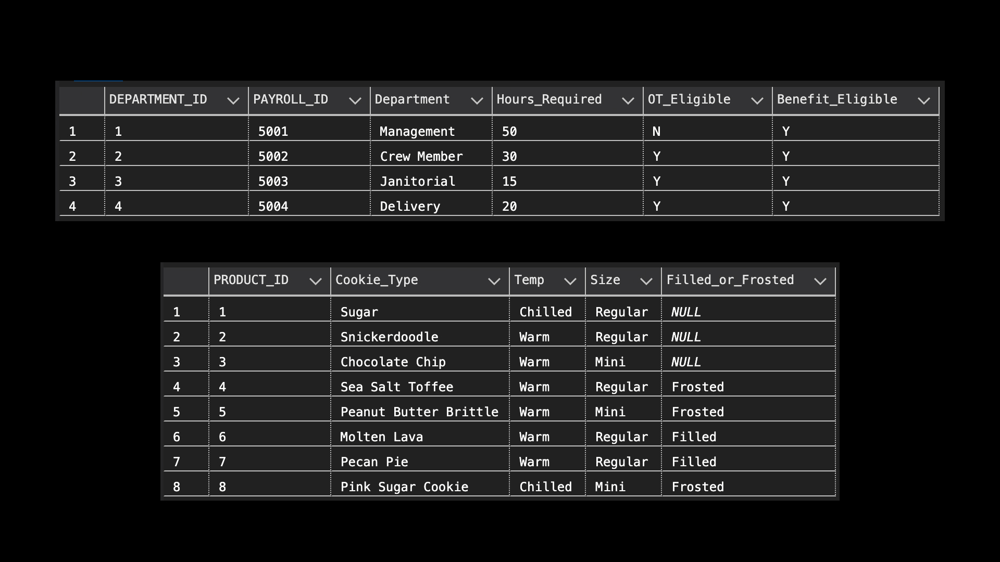 DEPARTMENT_ID PAYROLL_ID Department Hours_Required OT_Eligible Benefit_Eligible
1 1 5001 Management 50 N Y
2 2 5002 Crew Member 30 Y Y
3 3 5003 Janitorial 15 Y Y
4 4 5004 Delivery 20 Y Y
PRODUCT_ID Cookie_Type Temp Size Filled_or_Frosted
1 1 Sugar Chilled Regular NULL
2 2 Snickerdoodle Warm Regular NULL
3 3 Chocolate Chip Warm Mini NULL
4 4 Sea Salt Toffee Warm Regular Frosted
5 5 Peanut Butter Brittle Warm Mini Frosted
6 6 Molten Lava Warm Regular Filled
7 7 Pecan Pie Warm Regular Filled
8 8 Pink Sugar Cookie Chilled Mini Frosted